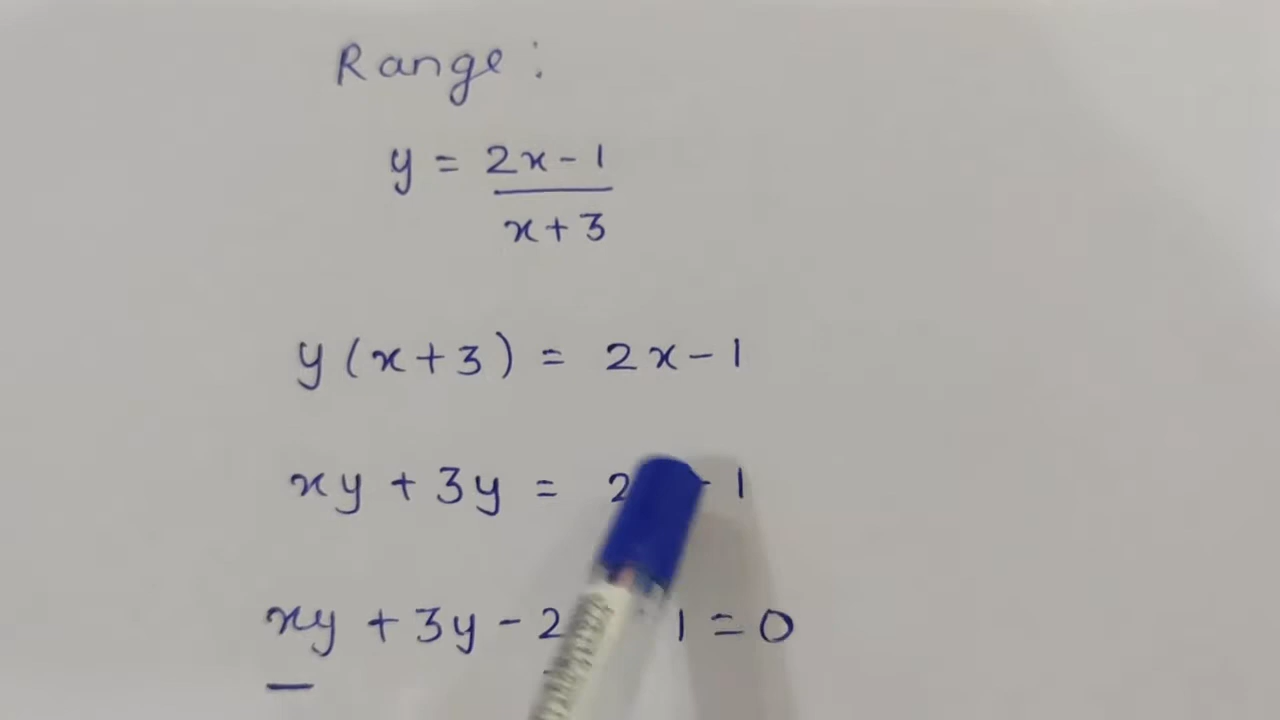 Range :
y = 2x-1
x+3
y(x+3) = 2x-1
xy + 3y = 2 - 1
xy + 3y - 2 1 = 0